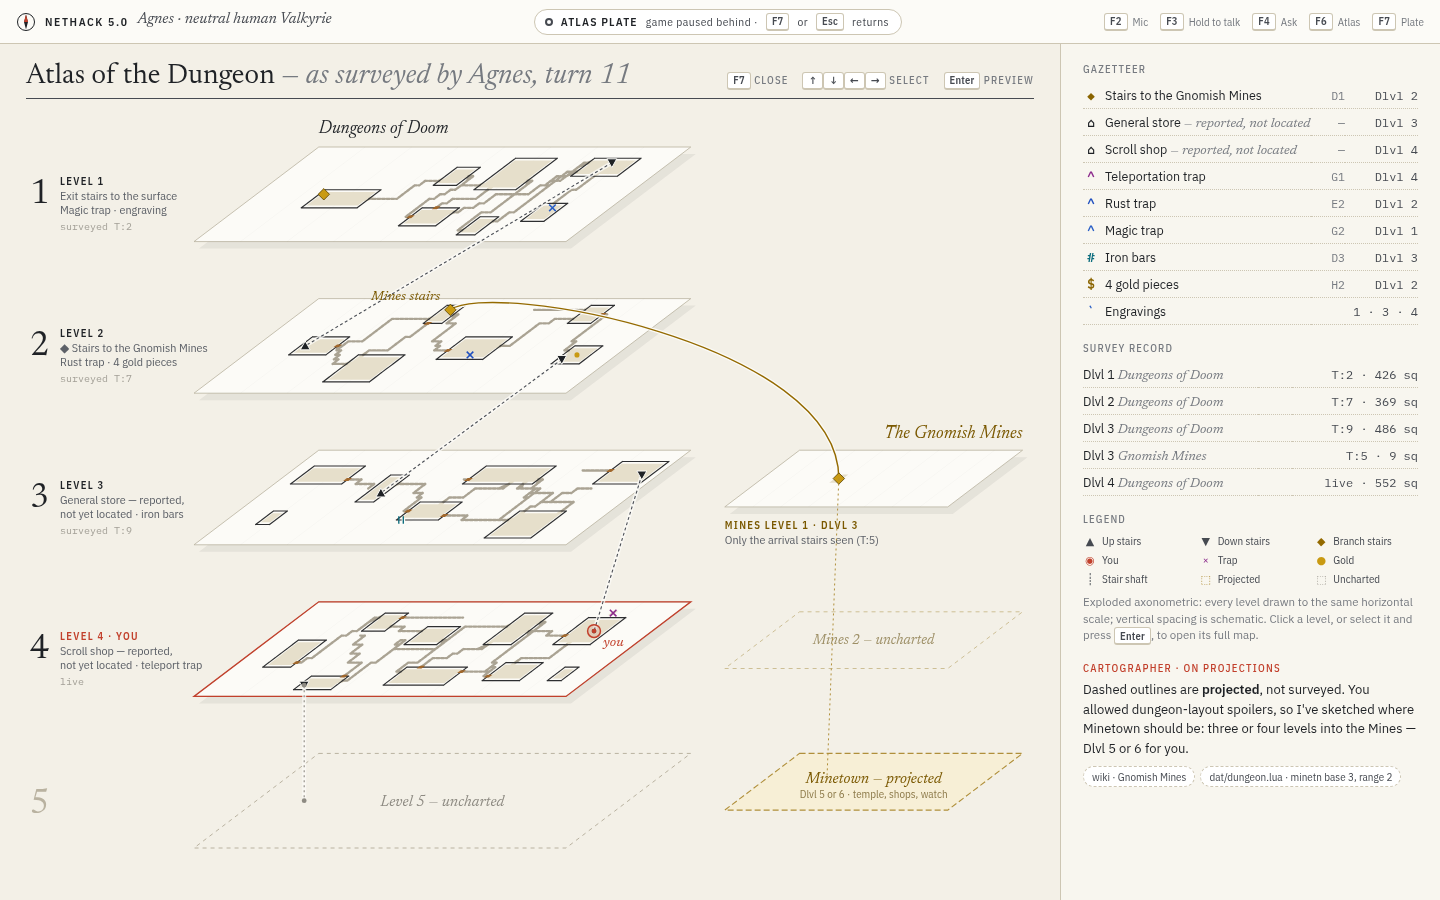 NETHACK 5.0 Agnes · neutral human Valkyrie
ATLAS PLATE game paused behind · F7 or Esc returns
F2 Mic F3 Hold to talk F4 Ask F6 Atlas F7 Plate
Atlas of the Dungeon – as surveyed by Agnes, turn 11
F7 CLOSE ↑ ↓ ← → SELECT Enter PREVIEW
Dungeons of Doom
1
LEVEL 1
Exit stairs to the surface
Magic trap · engraving
surveyed T:2
Mines stairs
2
LEVEL 2
◆ Stairs to the Gnomish Mines
Rust trap · 4 gold pieces
surveyed T:7
The Gnomish Mines
3
LEVEL 3
General store — reported,
not yet located · iron bars
surveyed T:9
#
MINES LEVEL 1 · DLVL 3
Only the arrival stairs seen (T:5)
4
LEVEL 4 · YOU
Scroll shop — reported,
not yet located · teleport trap
live
you
Mines 2 – uncharted
5
Level 5 – uncharted
Minetown – projected
Dlvl 5 or 6 · temple, shops, watch
GAZETTEER
◆ Stairs to the Gnomish Mines D1 Dlvl 2
General store – reported, not located — Dlvl 3
Scroll shop – reported, not located — Dlvl 4
^ Teleportation trap G1 Dlvl 4
^ Rust trap E2 Dlvl 2
^ Magic trap G2 Dlvl 1
# Iron bars D3 Dlvl 3
$ 4 gold pieces H2 Dlvl 2
` Engravings 1 · 3 · 4
SURVEY RECORD
Dlvl 1 Dungeons of Doom T:2 · 426 sq
Dlvl 2 Dungeons of Doom T:7 · 369 sq
Dlvl 3 Dungeons of Doom T:9 · 486 sq
Dlvl 3 Gnomish Mines T:5 · 9 sq
Dlvl 4 Dungeons of Doom live · 552 sq
LEGEND
▲ Up stairs ▼ Down stairs ◆ Branch stairs
◉ You × Trap ● Gold
Stair shaft Projected Uncharted
Exploded axonometric: every level drawn to the same horizontal
scale; vertical spacing is schematic. Click a level, or select it and
press Enter, to open its full map.
CARTOGRAPHER · ON PROJECTIONS
Dashed outlines are projected, not surveyed. You
allowed dungeon-layout spoilers, so I've sketched where
Minetown should be: three or four levels into the Mines —
Dlvl 5 or 6 for you.
wiki · Gnomish Mines dat/dungeon.lua · minetn base 3, range 2